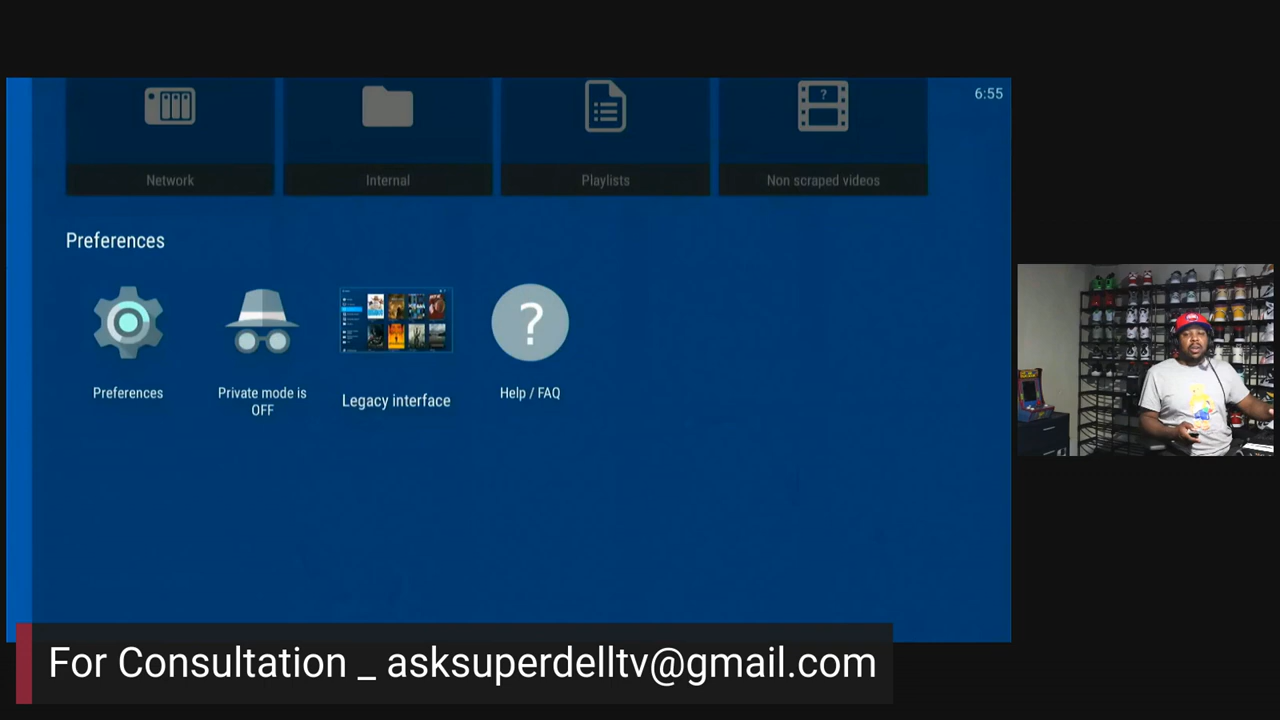 6:55
Network
Internal
Playlists
Non scraped videos
Preferences
Preferences
Private mode is
OFF
Legacy interface
Help / FAQ
For Consultation _ asksuperdelltv@gmail.com